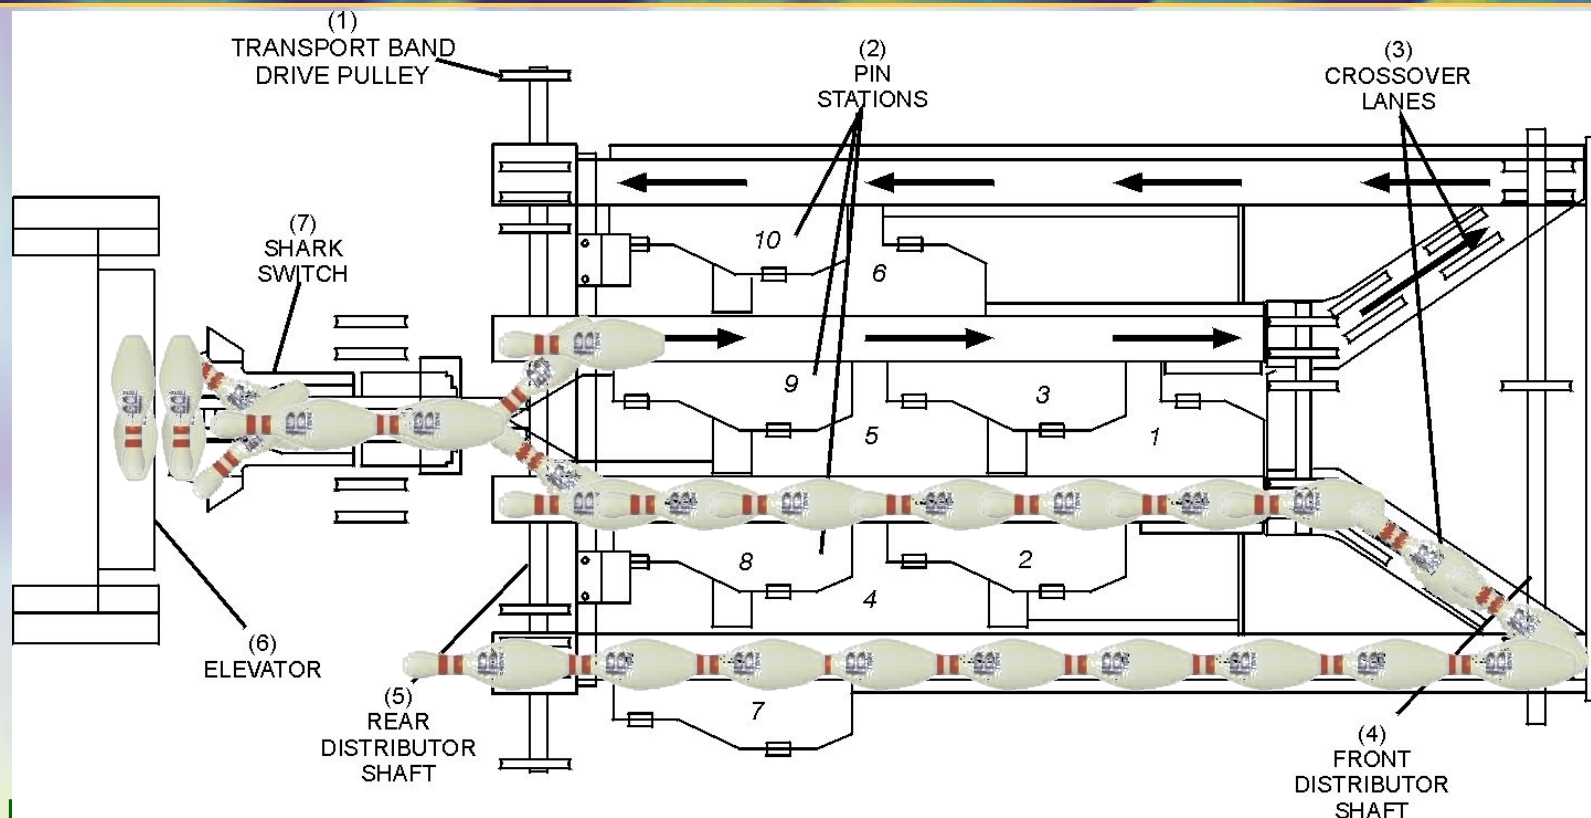 (1)
TRANSPORT BAND
DRIVE PULLEY
(2)
PIN
STATIONS
(3)
CROSSOVER
LANES
(7)
SHARK
SWITCH
10
6
9
3
5
1
8
2
4
7
(6)
ELEVATOR
(5)
REAR
DISTRIBUTOR
SHAFT
(4)
FRONT
DISTRIBUTOR
SHAFT